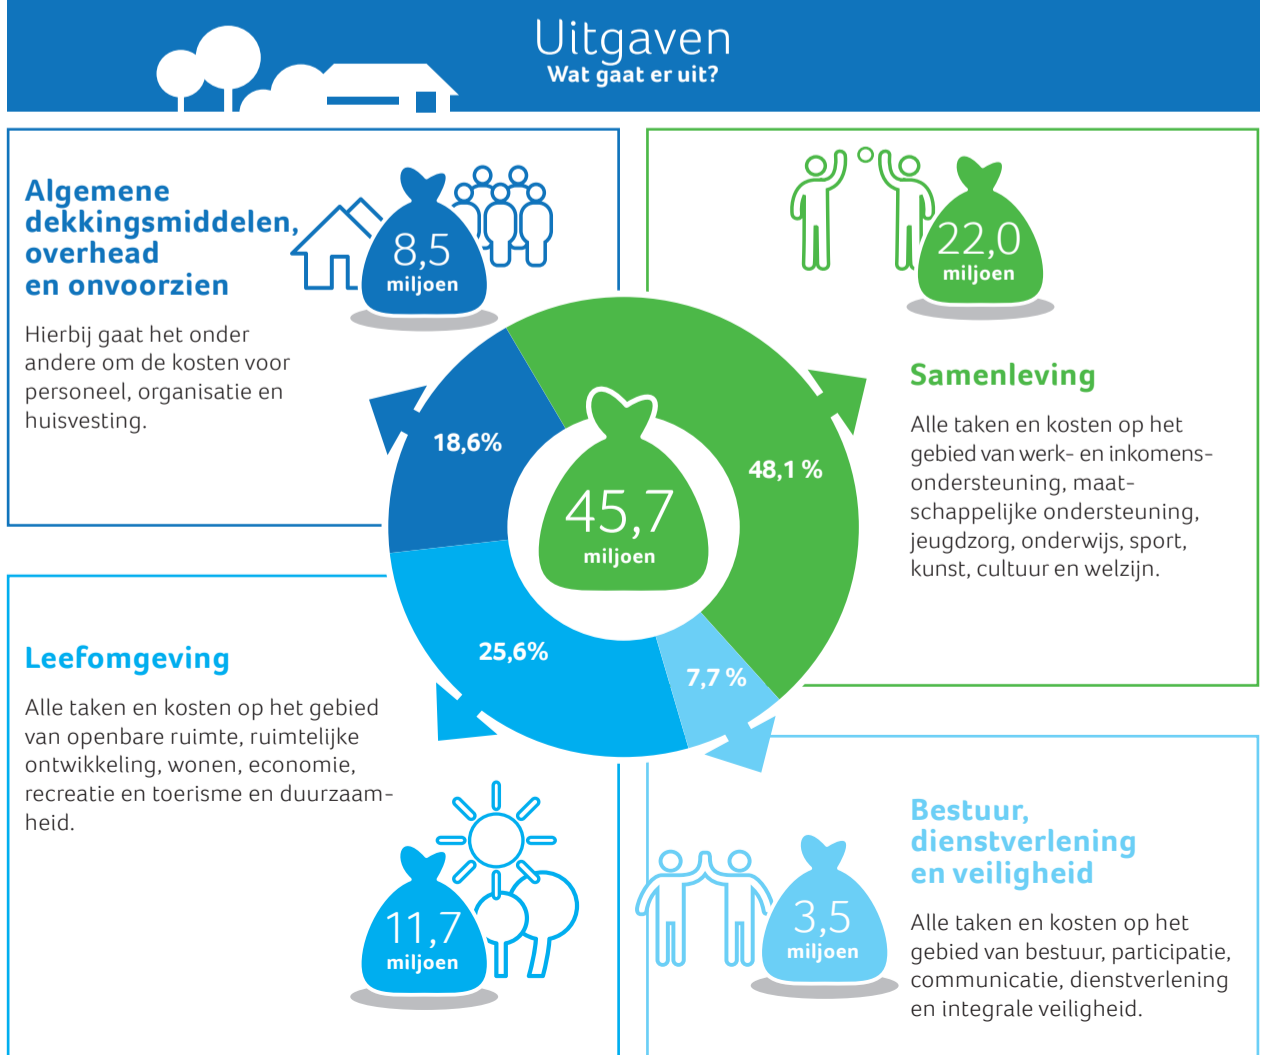 Uitgaven
Wat gaat er uit?
Algemene
dekkingsmiddelen,
overhead
en onvoorzien
Hierbij gaat het onder
andere om de kosten voor
personeel, organisatie en
huisvesting.
8,5
miljoen
22,0
miljoen
Samenleving
Alle taken en kosten op het
gebied van werk- en inkomens-
ondersteuning, maat-
schappelijke ondersteuning,
jeugdzorg, onderwijs, sport,
kunst, cultuur en welzijn.
18,6%
48,1 %
45,7
miljoen
25,6%
7,7 %
Leefomgeving
Alle taken en kosten op het gebied
van openbare ruimte, ruimtelijke
ontwikkeling, wonen, economie,
recreatie en toerisme en duurzaam-
heid.
11,7
miljoen
3,5
miljoen
Bestuur,
dienstverlening
en veiligheid
Alle taken en kosten op het
gebied van bestuur, participatie,
communicatie, dienstverlening
en integrale veiligheid.